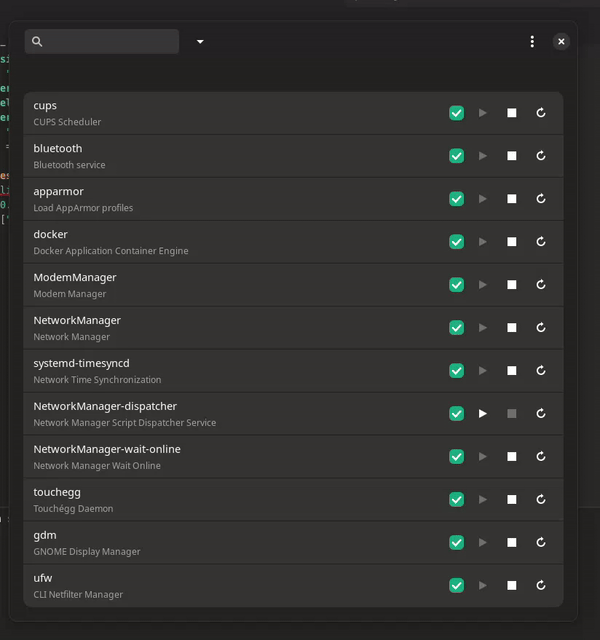 cups
CUPS Scheduler
bluetooth
Bluetooth service
apparmor
Load AppArmor profiles
docker
Docker Application Container Engine
ModemManager
Modem Manager
NetworkManager
Network Manager
systemd-timesyncd
Network Time Synchronization
NetworkManager-dispatcher
Network Manager Script Dispatcher Service
NetworkManager-wait-online
Network Manager Wait Online
touchegg
Touchégg Daemon
gdm
GNOME Display Manager
ufw
CLI Netfilter Manager